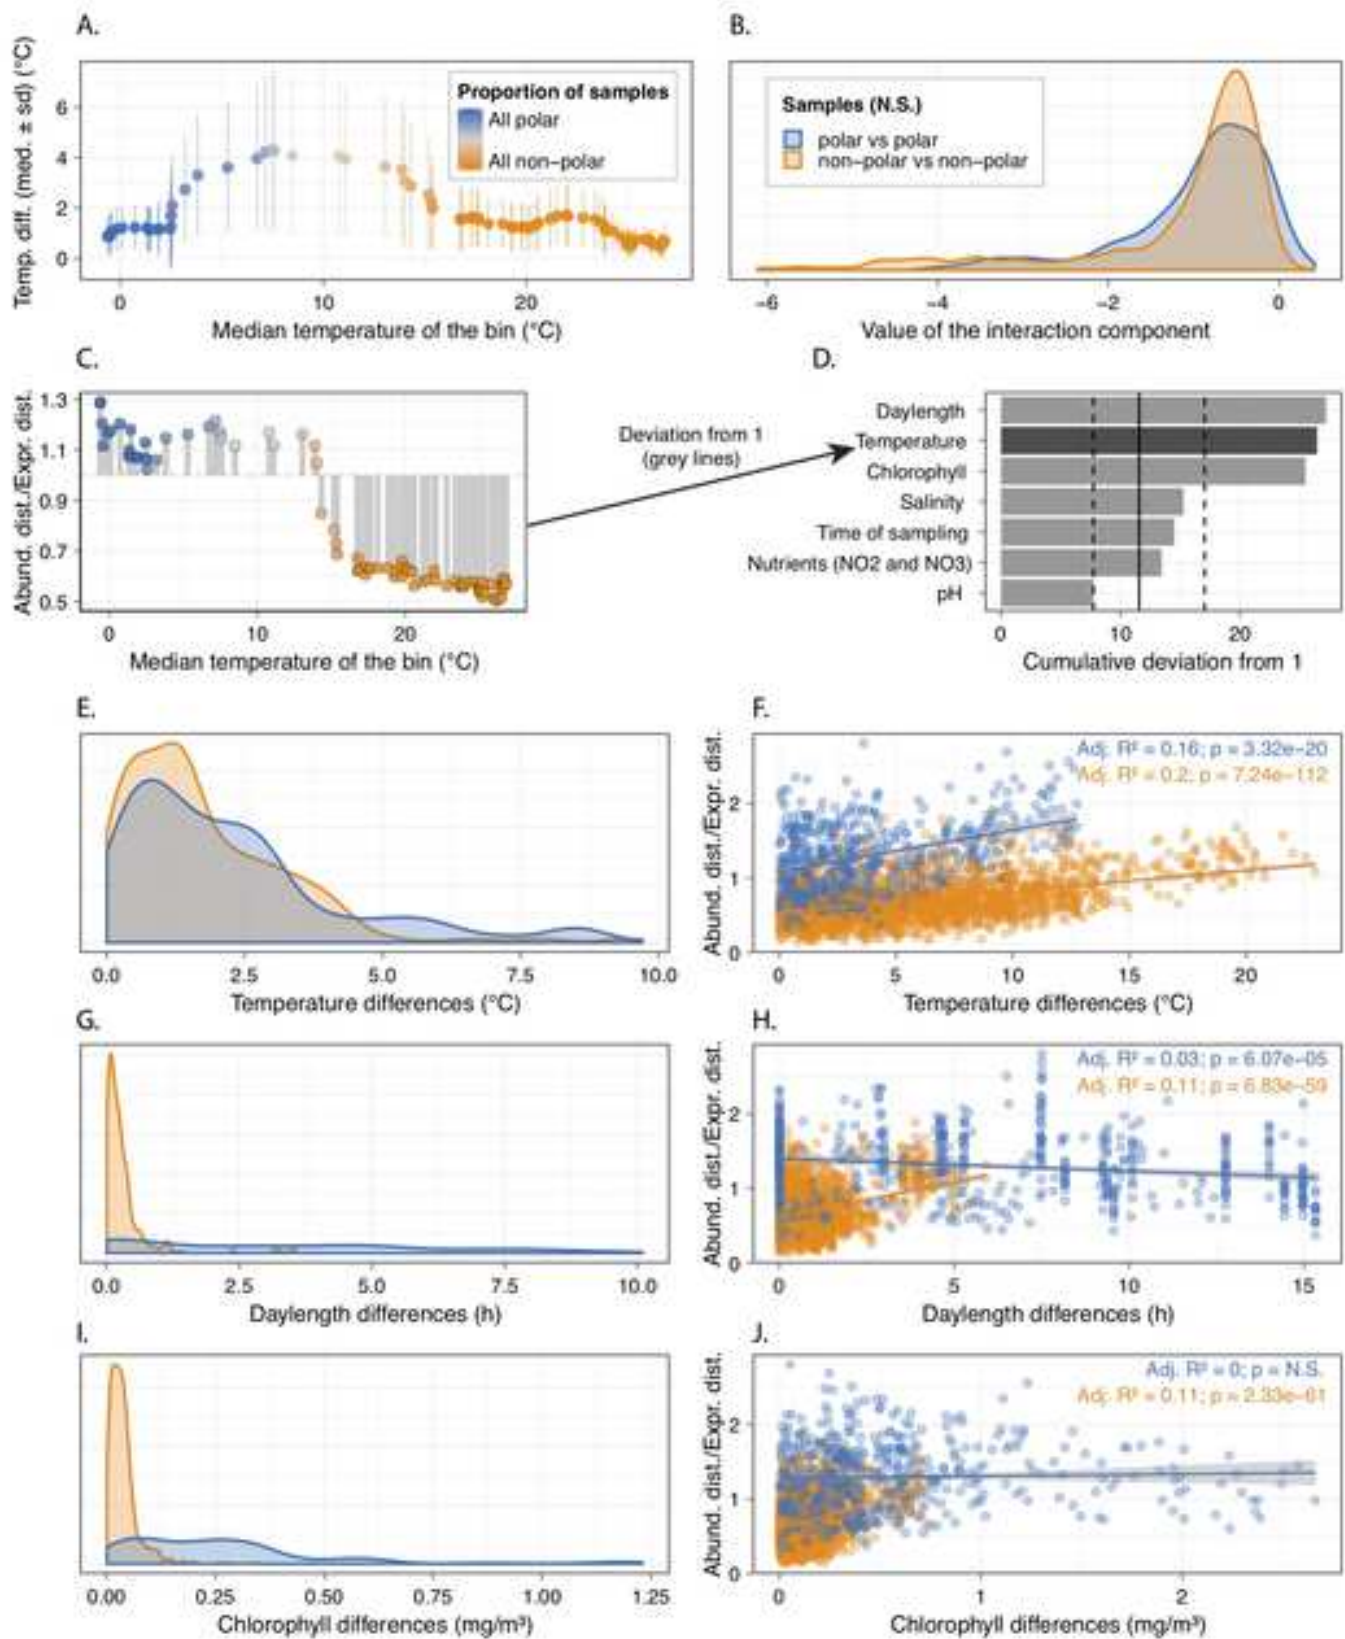 A.
Temp. diff. (med. ± sd) (°C)
6
4
2
0
Proportion of samples
All polar
All non−polar
0 10 20
Median temperature of the bin (°C)
B.
Samples (N.S.)
polar vs polar
non−polar vs non−polar
−6 −4 −2 0
Value of the interaction component
C.
Abund. dist./Expr. dist.
1.3
1.1
0.9
0.7
0.5
0 10 20
Median temperature of the bin (°C)
Deviation from 1
(grey lines)
D.
Daylength
Temperature
Chlorophyll
Salinity
Time of sampling
Nutrients (NO2 and NO3)
pH
0 10 20
Cumulative deviation from 1
E.
0.0 2.5 5.0 7.5 10.0
Temperature differences (°C)
F.
Abund. dist./Expr. dist.
Adj. R² = 0.16; p = 3.32e−20
Adj. R² = 0.2; p = 7.24e−112
2
1
0
0 5 10 15 20
Temperature differences (°C)
G.
0.0 2.5 5.0 7.5 10.0
Daylength differences (h)
H.
Abund. dist./Expr. dist.
Adj. R² = 0.03; p = 6.07e−05
Adj. R² = 0.11; p = 6.83e−59
2
1
0
0 5 10 15
Daylength differences (h)
I.
0.00 0.25 0.50 0.75 1.00 1.25
Chlorophyll differences (mg/m³)
J.
Abund. dist./Expr. dist.
Adj. R² = 0; p = N.S.
Adj. R² = 0.11; p = 2.33e−61
2
1
0
0 1 2
Chlorophyll differences (mg/m³)